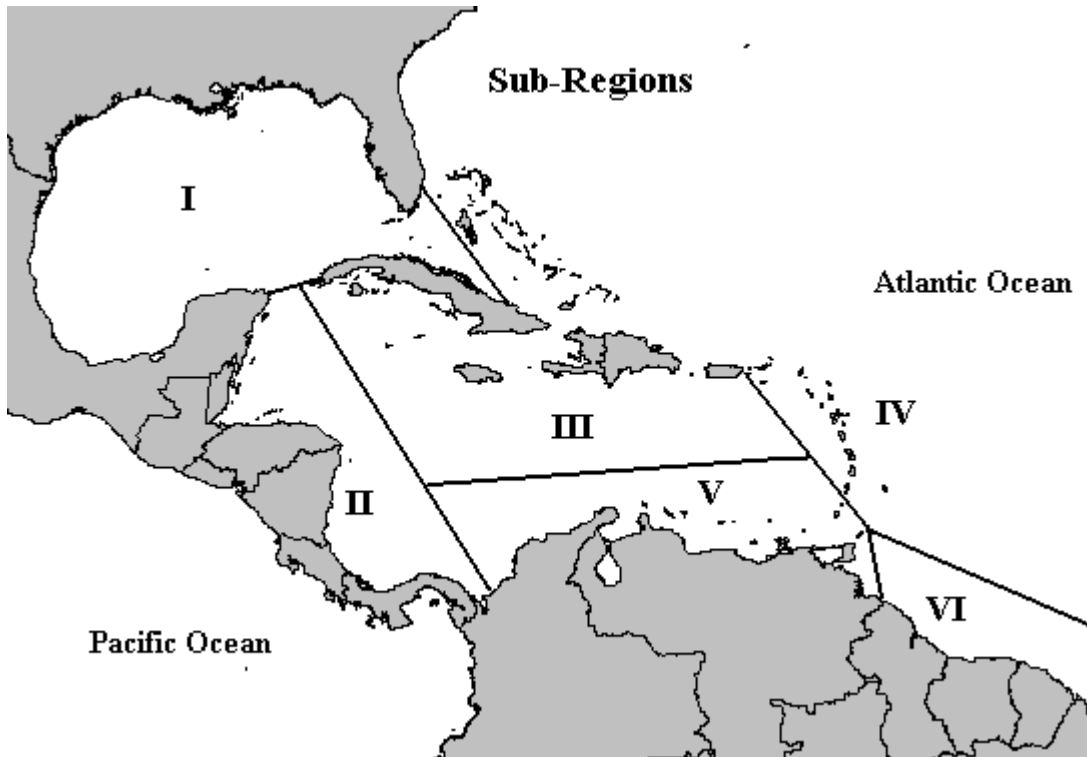 Sub-Regions
I
Atlantic Ocean
IV
III
V
II
VI
Pacific Ocean